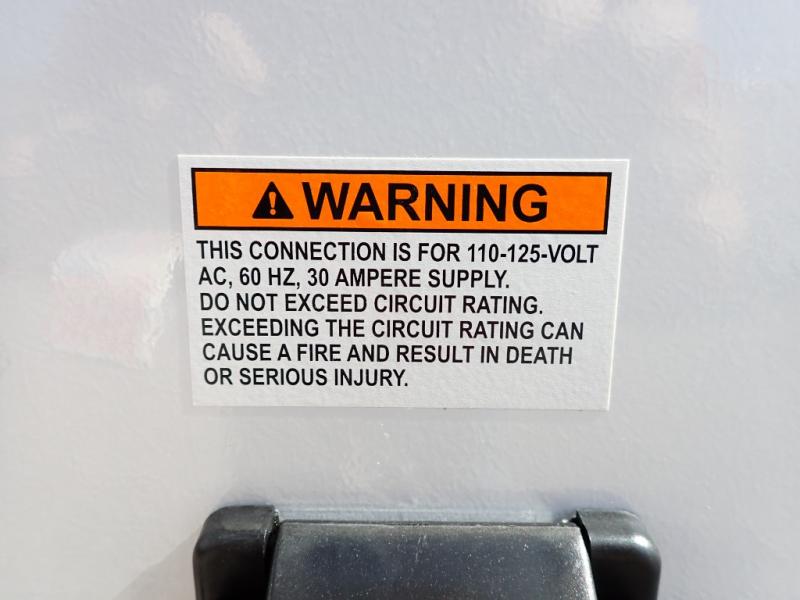 WARNING
THIS CONNECTION IS FOR 110-125-VOLT
AC, 60 HZ, 30 AMPERE SUPPLY.
DO NOT EXCEED CIRCUIT RATING.
EXCEEDING THE CIRCUIT RATING CAN
CAUSE A FIRE AND RESULT IN DEATH
OR SERIOUS INJURY.